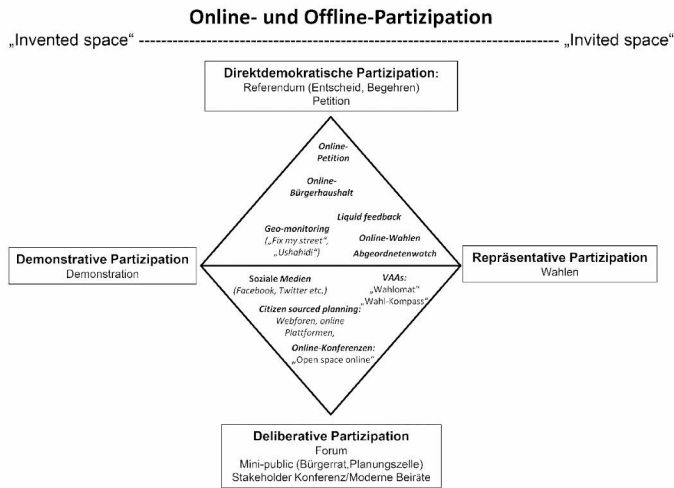 Online- und Offline-Partizipation
„Invented space“ ---------------------------------------------------------------- „Invited space“
Direktdemokratische Partizipation:
Referendum (Entscheid, Begehren)
Petition
Online-
Petition
Online-
Bürgerhaushalt
Liquid feedback
Geo-monitoring
(„Fix my street“,
„Ushahidi“)
Online-Wahlen
Abgeordnetenwatch
Demonstrative Partizipation
Demonstration
Repräsentative Partizipation
Wahlen
Soziale Medien
(Facebook, Twitter etc.)
VAAs:
„Wahlomat“
„Wahl-Kompass“
Citizen sourced planning:
Webforen, online
Plattformen,
Online-Konferenzen:
„Open space online“
Deliberative Partizipation
Forum
Mini-public (Bürgerrat,Planungszelle)
Stakeholder Konferenz/Moderne Beiräte